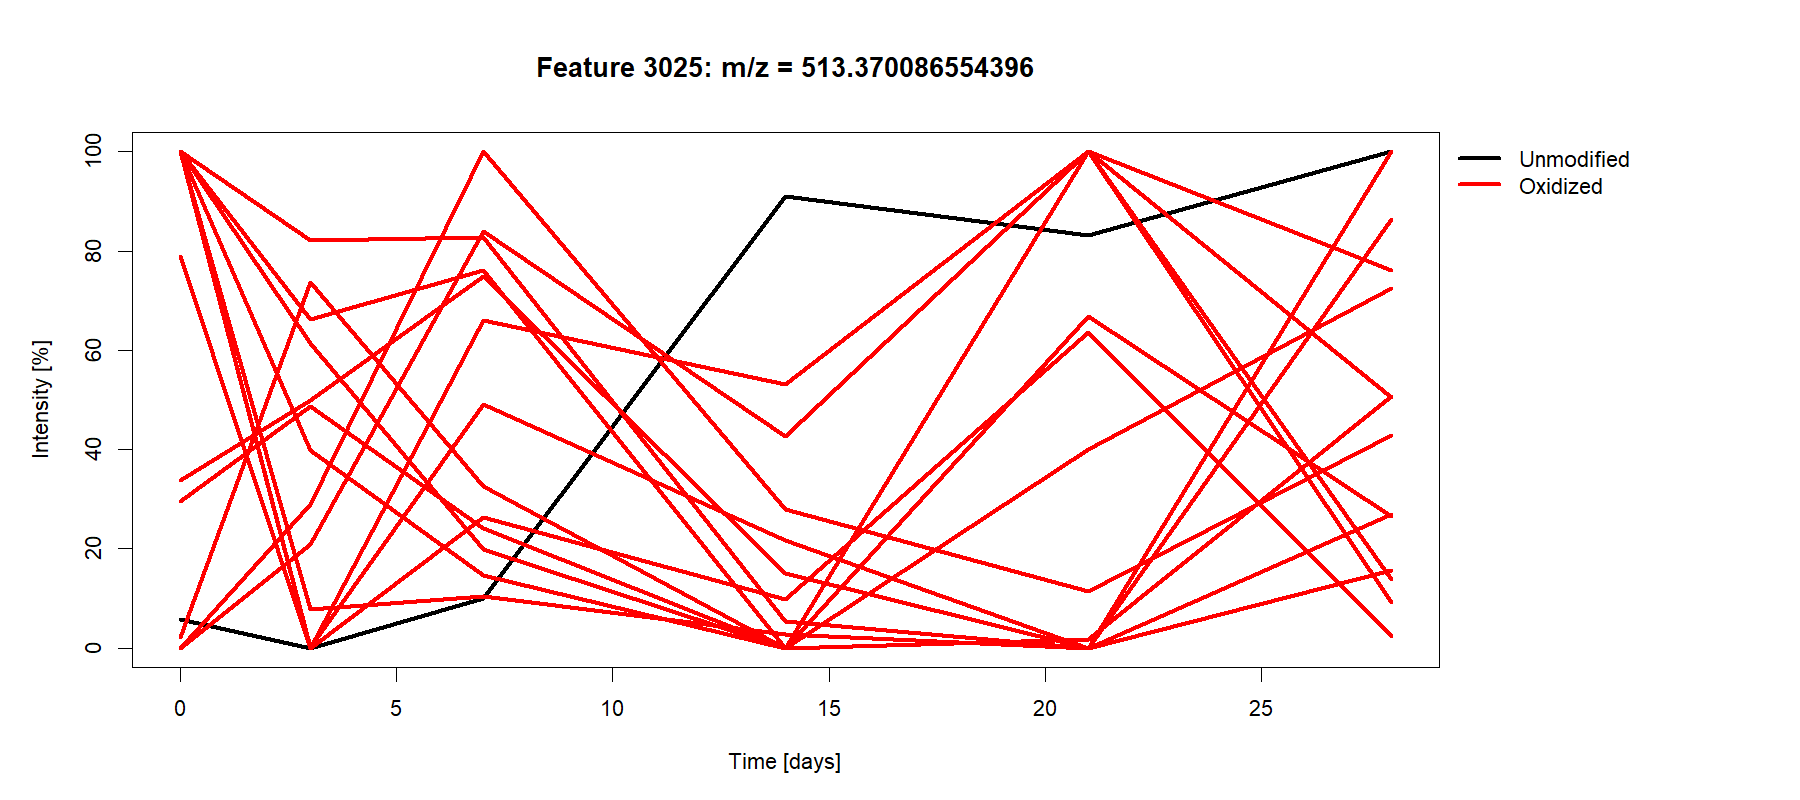 Feature 3025: m/z = 513.370086554396
Unmodified
Oxidized
Intensity [%]
100
80
60
40
20
0
0 5 10 15 20 25
Time [days]